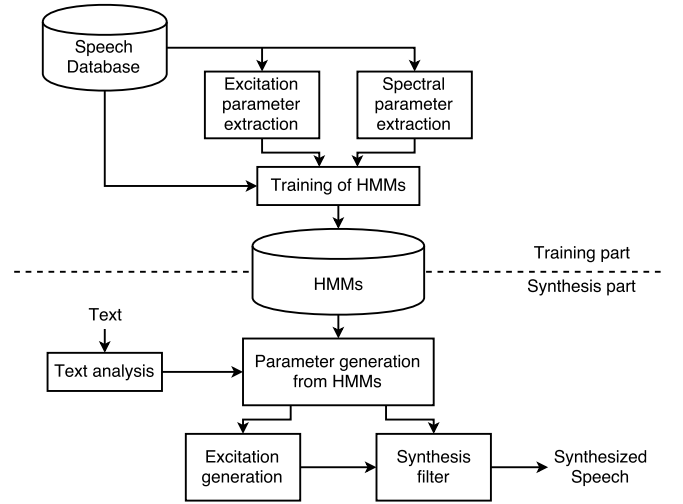 Speech
Database
Excitation
parameter
extraction
Spectral
parameter
extraction
Training of HMMs
HMMs
Training part
Synthesis part
Text
Text analysis
Parameter generation
from HMMs
Excitation
generation
Synthesis
filter
Synthesized
Speech